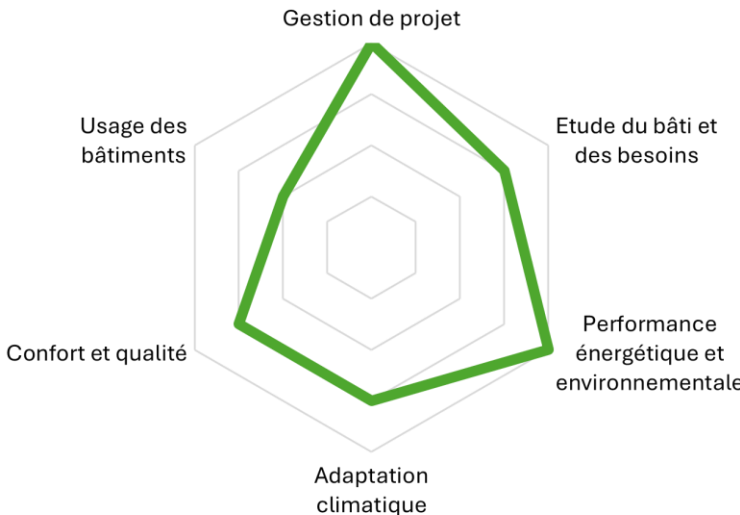 Gestion de projet
Usage des
bâtiments
Etude du bâti et
des besoins
Confort et qualité
Performance
énergétique et
environnementale
Adaptation
climatique